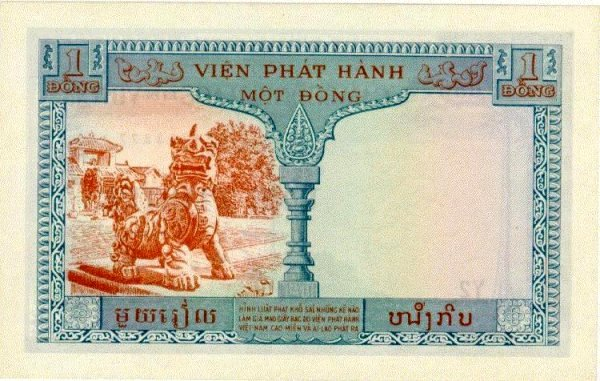 1 ĐỒNG
VIỆN PHÁT HÀNH
MỘT ĐỒNG
1 ĐỒNG
មួយរៀល
HÌNH LUẬT PHẠT KHỔ SAI NHỮNG KẺ NÀO
LÀM GIẢ MẠO GIẤY BẠC DO VIỆN PHÁT HÀNH
VIỆT-NAM CAO MIÊN VÀ AI-LAO PHÁT RA
ໜຶ່ງກີບ